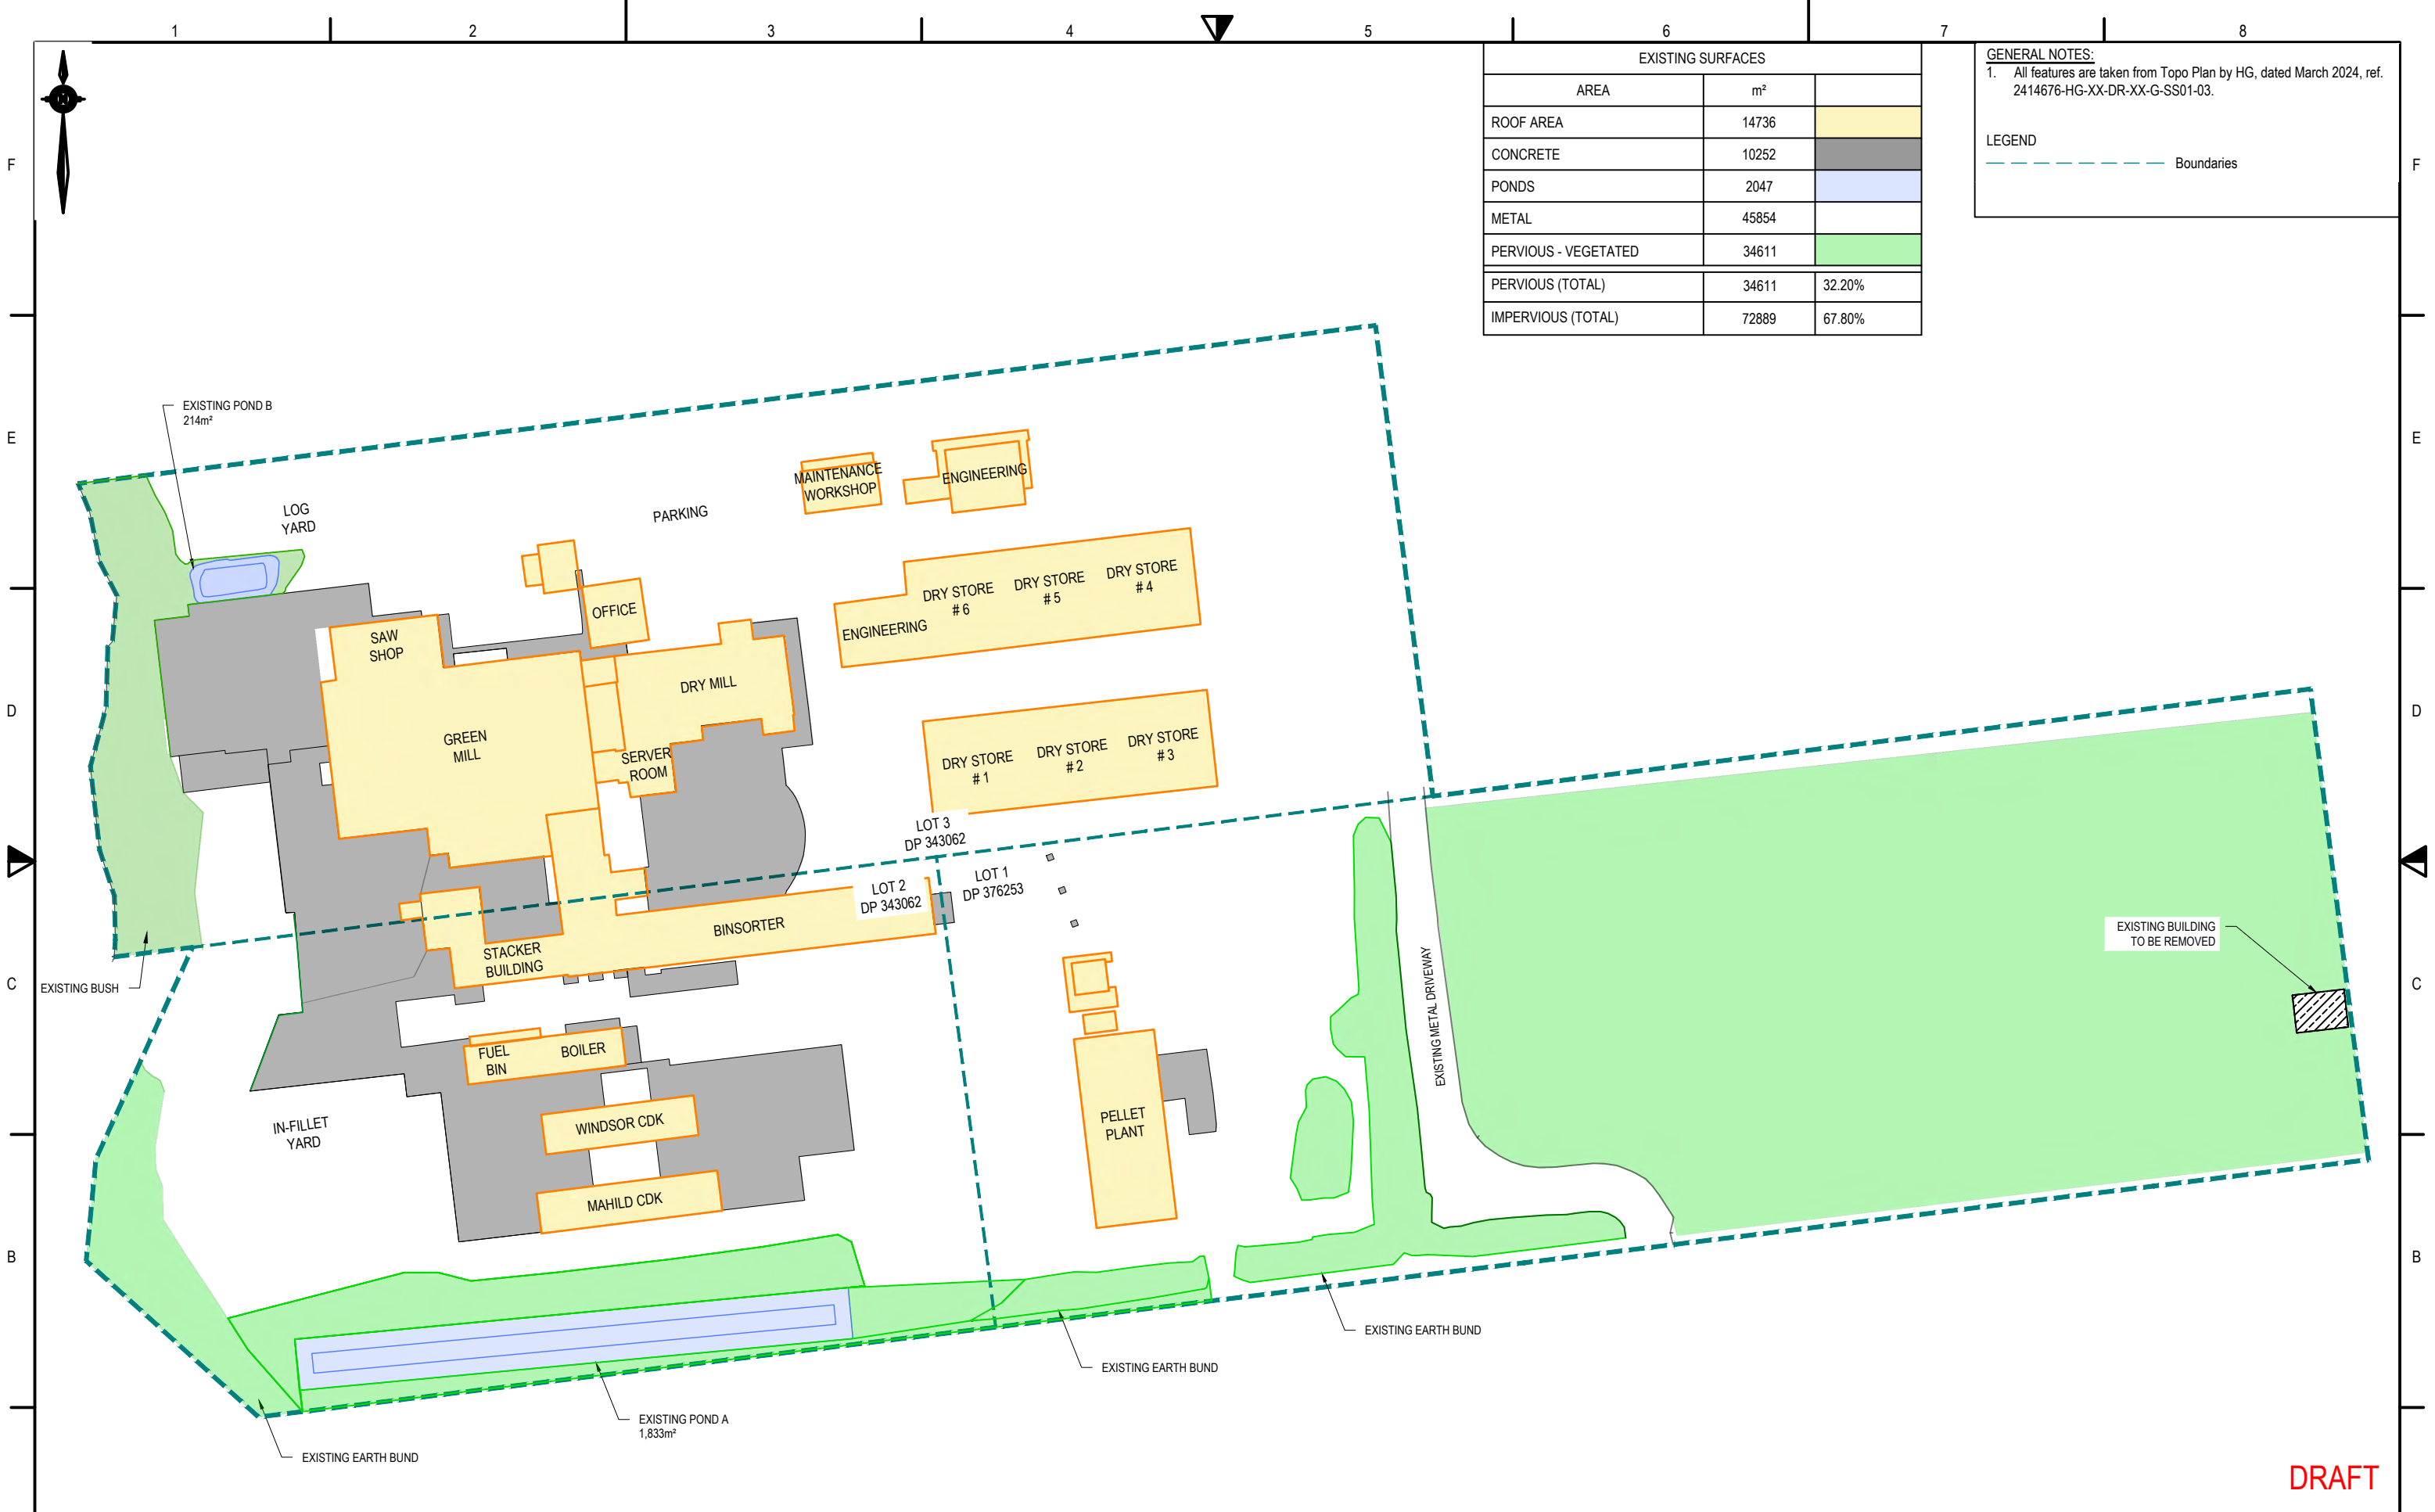 1 2 3 4 5 6 7 8
EXISTING SURFACES
AREA m²
ROOF AREA 14736
CONCRETE 10252
PONDS 2047
METAL 45854
PERVIOUS - VEGETATED 34611
PERVIOUS (TOTAL) 34611 32.20%
IMPERVIOUS (TOTAL) 72889 67.80%
GENERAL NOTES:
1. All features are taken from Topo Plan by HG, dated March 2024, ref.
2414676-HG-XX-DR-XX-G-SS01-03.
LEGEND
Boundaries
F F
EXISTING POND B
214m²
E E
MAINTENANCE
WORKSHOP
ENGINEERING
LOG
YARD
PARKING
DRY STORE
# 6
DRY STORE
# 5
DRY STORE
# 4
ENGINEERING
OFFICE
SAW
SHOP
DRY MILL
D D
GREEN
MILL
SERVER
ROOM
DRY STORE
# 1
DRY STORE
# 2
DRY STORE
# 3
LOT 3
DP 343062
LOT 2
DP 343062
LOT 1
DP 376253
BINSORTER
STACKER
BUILDING
EXISTING BUILDING
TO BE REMOVED
EXISTING BUSH
C C
EXISTING METAL DRIVEWAY
FUEL
BIN
BOILER
WINDSOR CDK
PELLET
PLANT
IN-FILLET
YARD
MAHILD CDK
B B
EXISTING EARTH BUND
EXISTING EARTH BUND
EXISTING POND A
1,833m²
EXISTING EARTH BUND
DRAFT